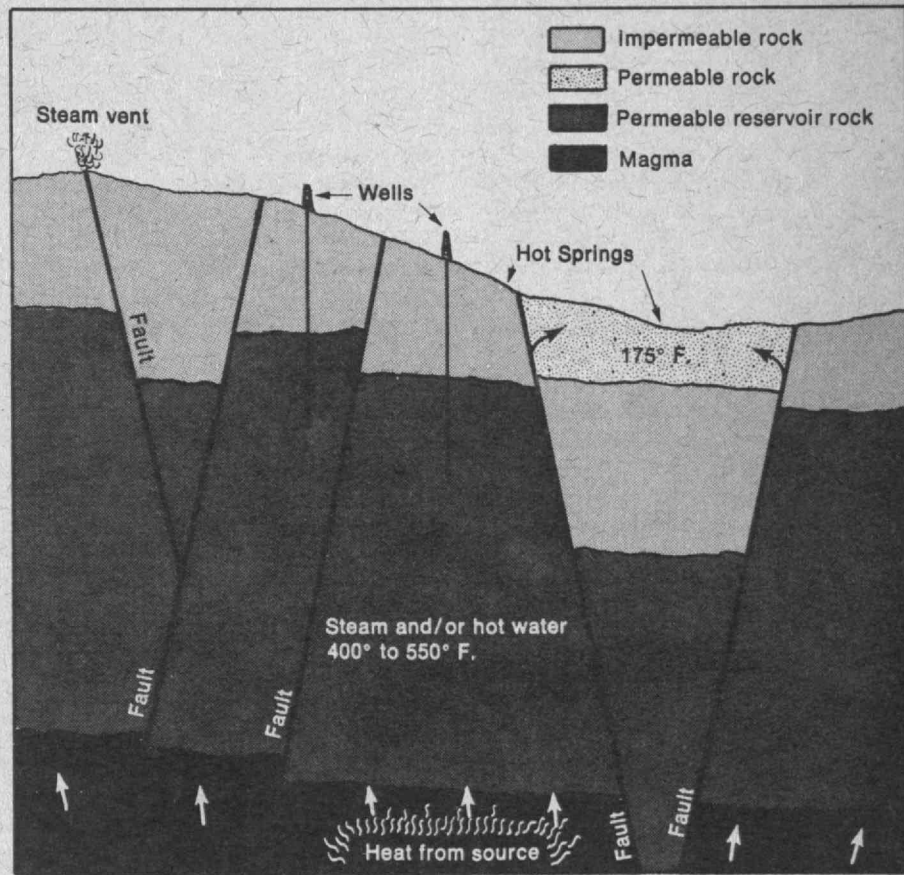 Impermeable rock
Permeable rock
Permeable reservoir rock
Magma
Steam vent
Wells
Hot Springs
Fault
175° F.
Steam and/or hot water
400° to 550° F.
Fault
Fault
Heat from source
Fault
Fault